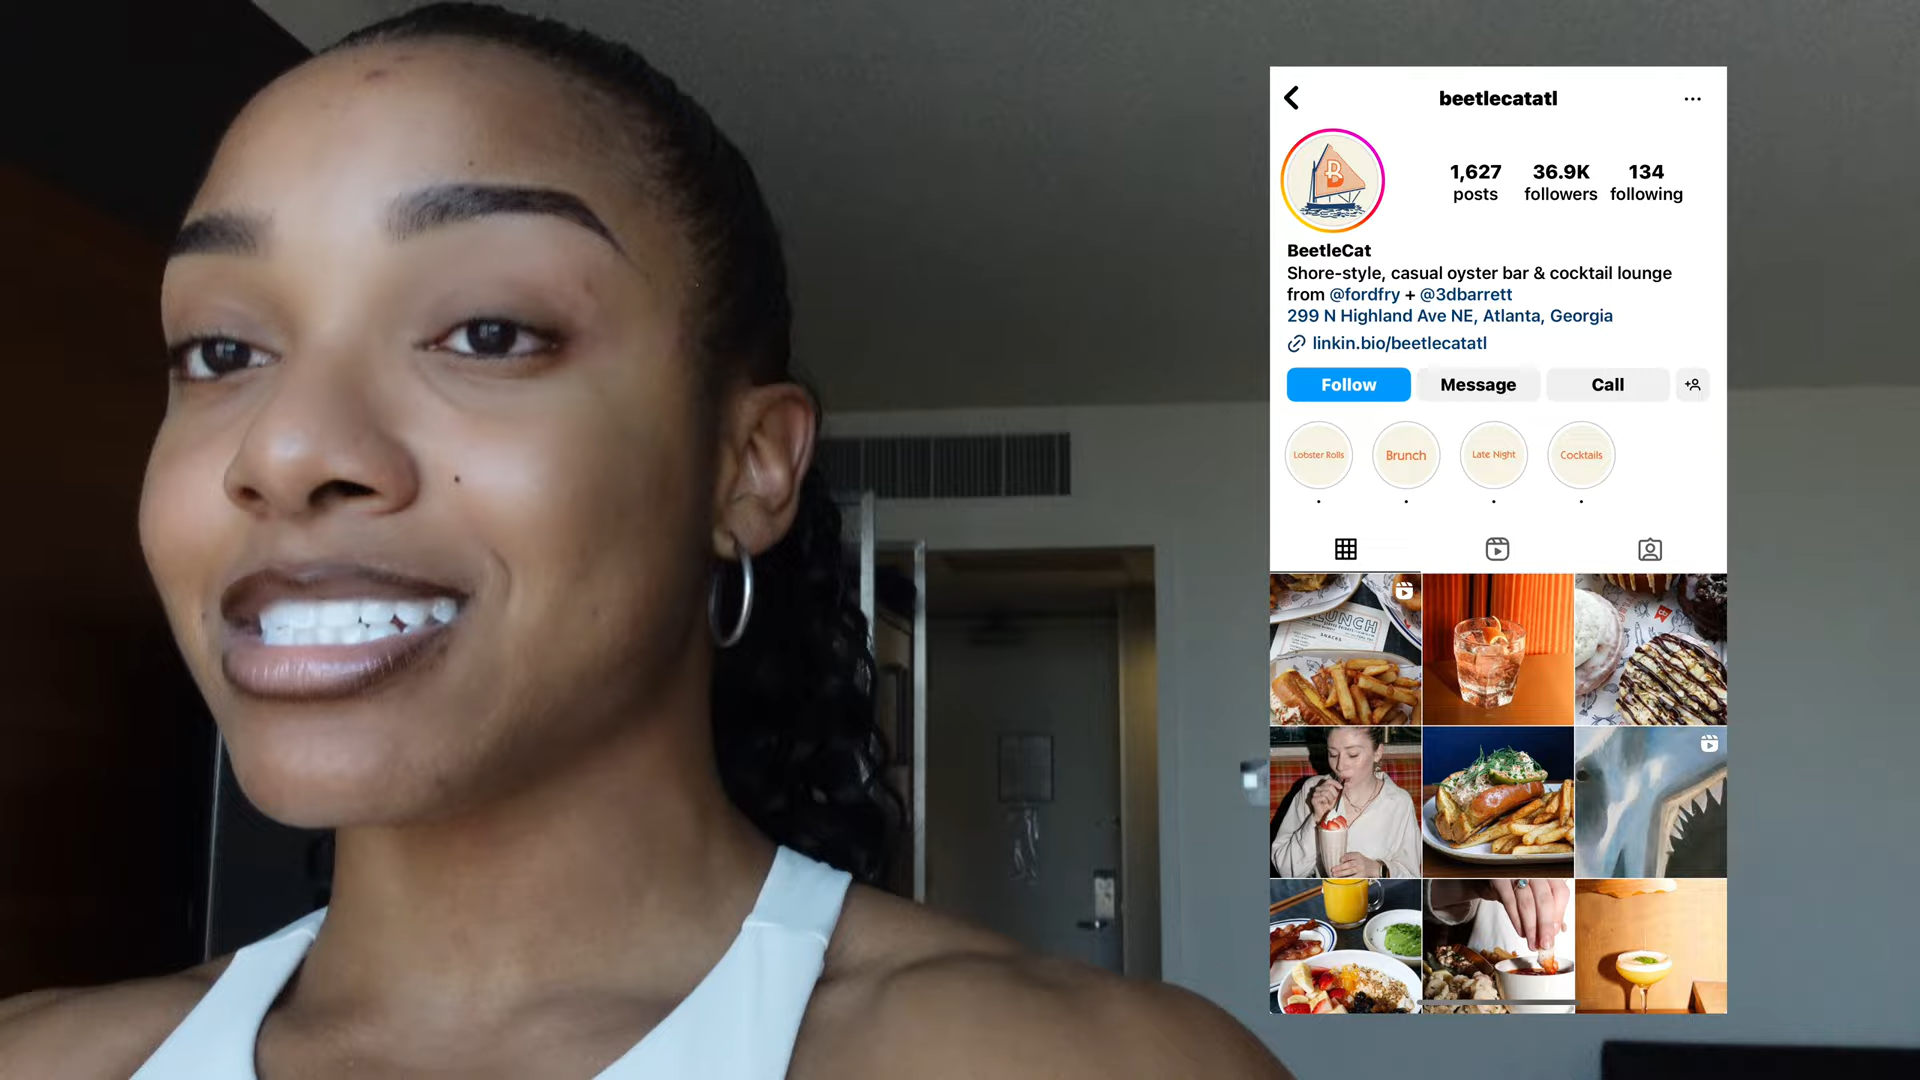 beetlecatatl
B
1,627 36.9K 134
posts followers following
BeetleCat
Shore-style, casual oyster bar & cocktail lounge
from @fordfry + @3dbarrett
299 N Highland Ave NE, Atlanta, Georgia
linkin.bio/beetlecatatl
Follow Message Call
Lobster Rolls Brunch Late Night Cocktails
LUNCH
SNACKS